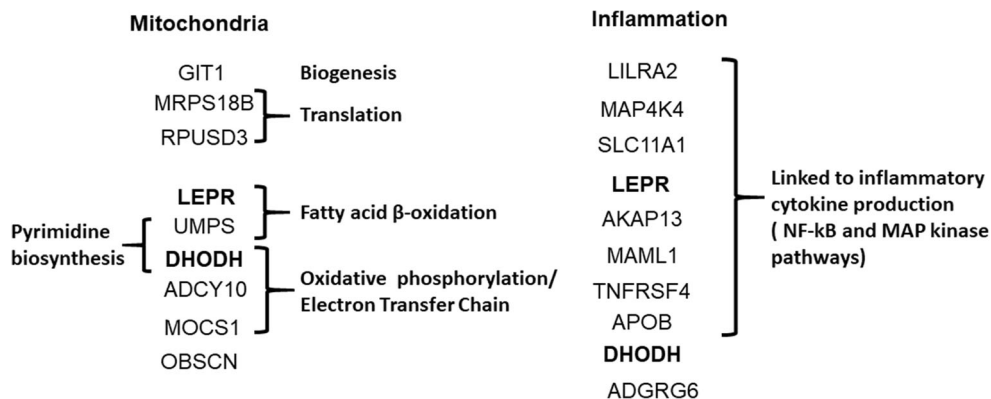 Mitochondria
GIT1
Biogenesis
MRPS18B
RPUSD3
Translation
LEPR
UMPS
Fatty acid β-oxidation
Pyrimidine
biosynthesis
DHODH
ADCY10
MOCS1
Oxidative phosphorylation/
Electron Transfer Chain
OBSCN
Inflammation
LILRA2
MAP4K4
SLC11A1
LEPR
AKAP13
MAML1
TNFRSF4
APOB
DHODH
ADGRG6
Linked to inflammatory
cytokine production
( NF-kB and MAP kinase
pathways)